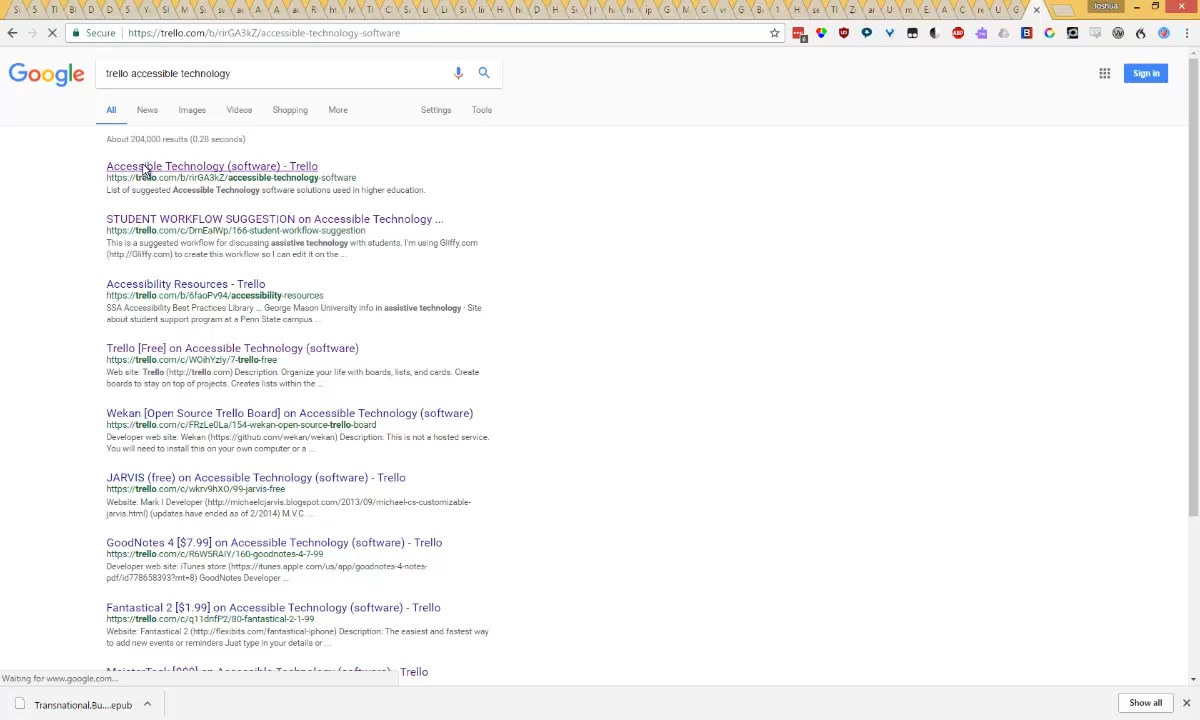 Joshua
Secure https://trello.com/b/rirGA3kZ/accessible-technology-software
Google trello accessible technology Sign in
All News Images Videos Shopping More Settings Tools
About 204,000 results (0.28 seconds)
Accessible Technology (software) - Trello
https://trello.com/b/rirGA3kZ/accessible-technology-software
List of suggested Accessible Technology software solutions used in higher education.
STUDENT WORKFLOW SUGGESTION on Accessible Technology ...
https://trello.com/c/DrnEaIWp/166-student-workflow-suggestion
This is a suggested workflow for discussing assistive technology with students. I'm using Gliffy.com
(http://Gliffy.com) to create this workflow so I can edit it on the ...
Accessibility Resources - Trello
https://trello.com/b/6faoPv94/accessibility-resources
SSA Accessibility Best Practices Library ... George Mason University info in assistive technology · Site
about student support program at a Penn State campus ...
Trello [Free] on Accessible Technology (software)
https://trello.com/c/WOihYzIy/7-trello-free
Web site: Trello (http://trello.com) Description: Organize your life with boards, lists, and cards. Create
boards to stay on top of projects. Creates lists within the ...
Wekan [Open Source Trello Board] on Accessible Technology (software)
https://trello.com/c/FRzLe0La/154-wekan-open-source-trello-board
Developer web site: Wekan (https://github.com/wekan/wekan) Description: This is not a hosted service.
You will need to install this on your own computer or a ...
JARVIS (free) on Accessible Technology (software) - Trello
https://trello.com/c/wkrv9hXO/99-jarvis-free
Website: Mark I Developer (http://michaelcjarvis.blogspot.com/2013/09/michael-cs-customizable-
jarvis.html) (updates have ended as of 2/2014) M.V.C. ...
GoodNotes 4 [$7.99] on Accessible Technology (software) - Trello
https://trello.com/c/R6W5RAIY/160-goodnotes-4-7-99
Developer web site: iTunes store (https://itunes.apple.com/us/app/goodnotes-4-notes-
pdf/id778658393?mt=8) GoodNotes Developer ...
Fantastical 2 [$1.99] on Accessible Technology (software) - Trello
https://trello.com/c/q11dnfP2/80-fantastical-2-1-99
Website: Fantastical 2 (http://flexibits.com/fantastical-iphone) Description: The easiest and fastest way
to add new events or reminders Just type in your details or ...
MeisterTask [$$$] on Accessible Technology (software) - Trello
Waiting for www.google.com...
Transnational.Bu....epub Show all